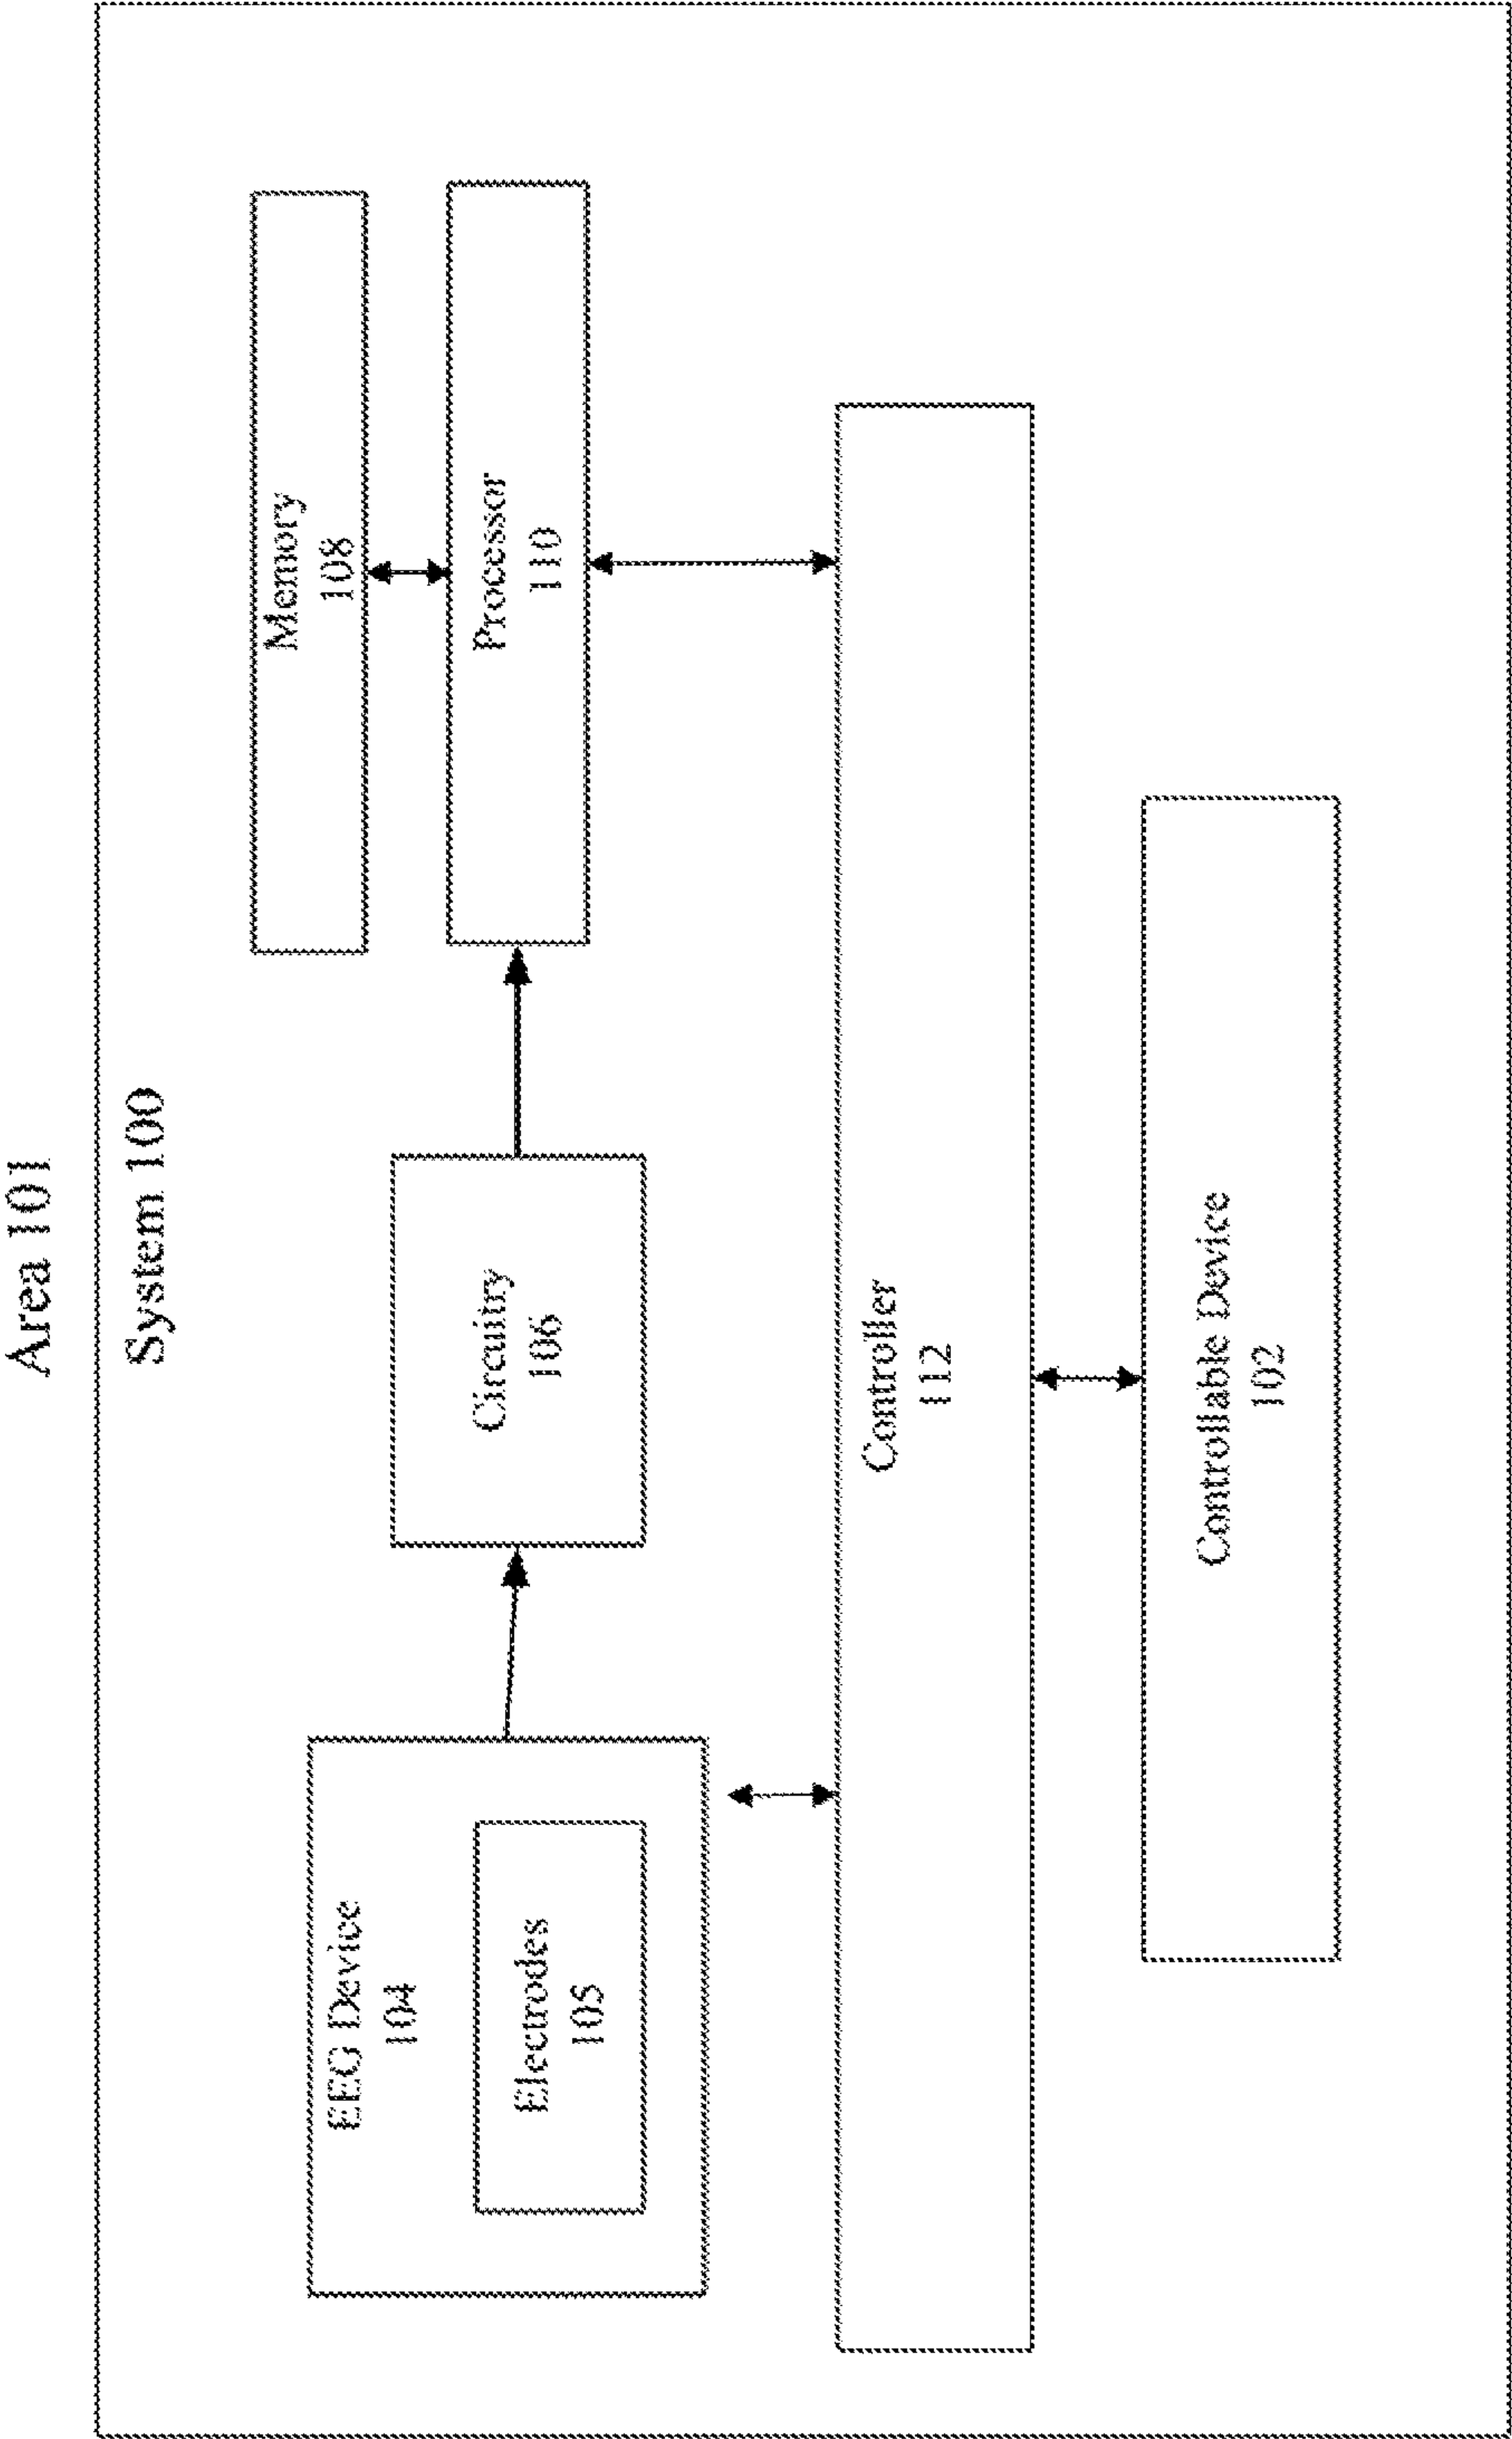 Area 101
System 100
EEG Device
104
Electrodes
105
Circuitry
106
Memory
108
Processor
110
Controller
112
Controllable Device
102